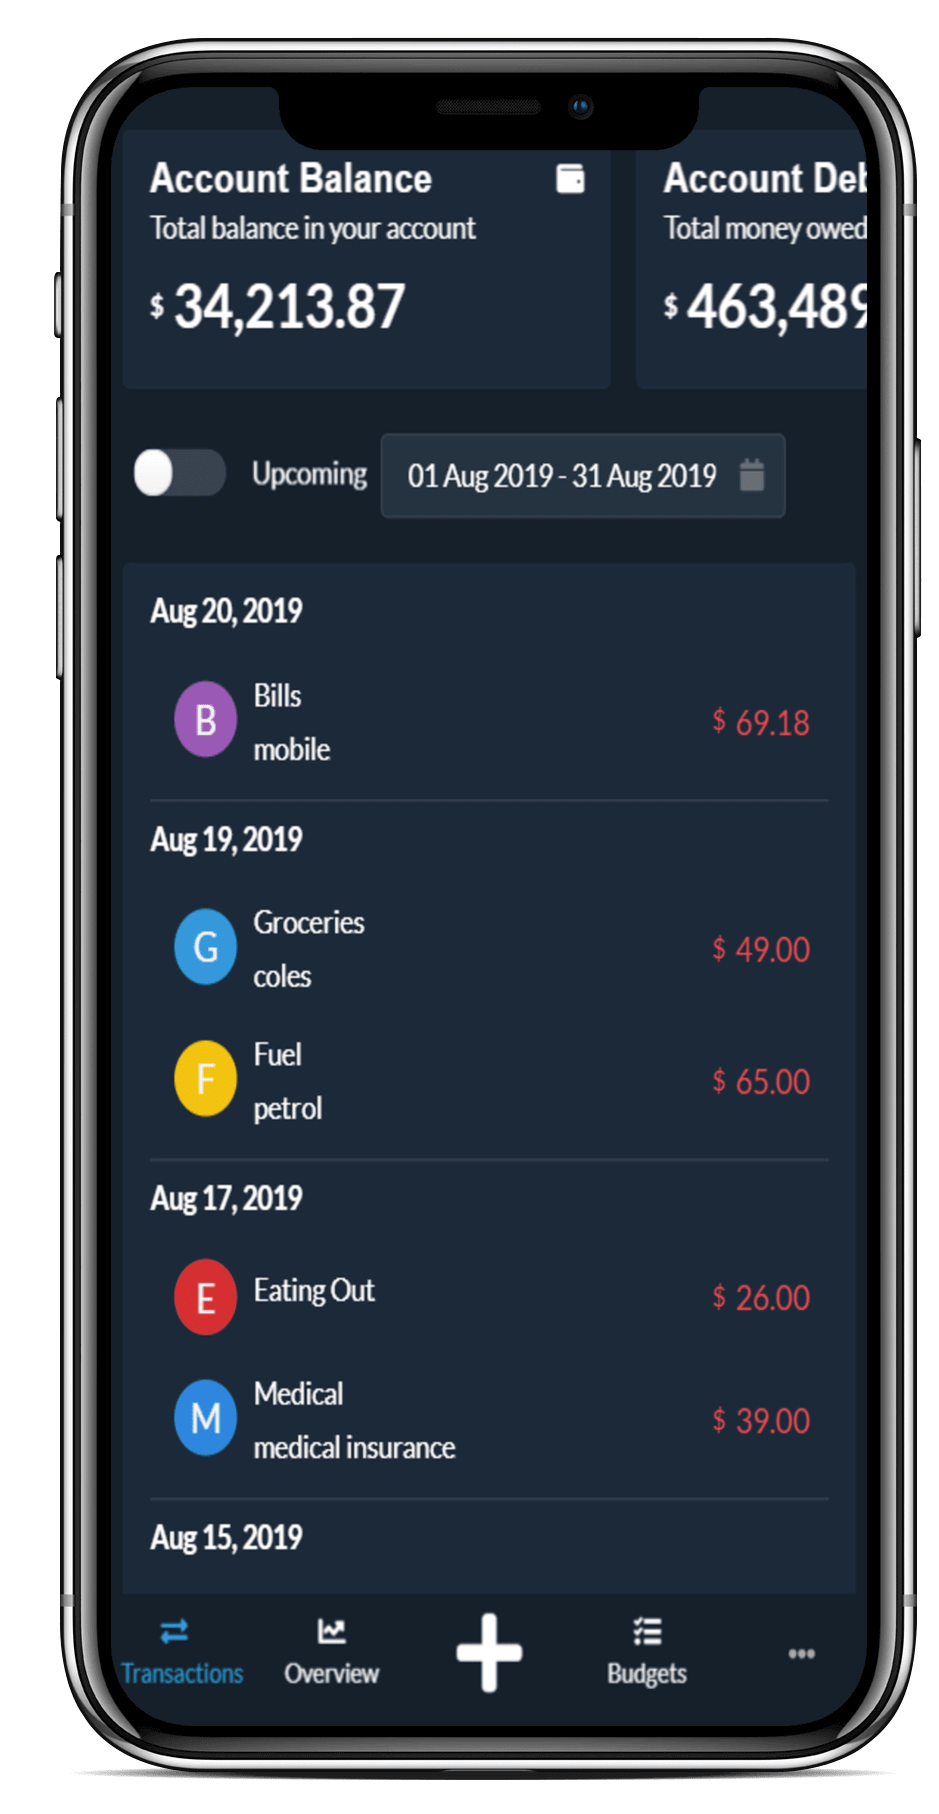 Account Balance
Total balance in your account
$ 34,213.87
Account
Total money owed
$ 463,489
Upcoming
01 Aug 2019 - 31 Aug 2019
Aug 20, 2019
B
Bills
mobile
$ 69.18
Aug 19, 2019
G
Groceries
coles
$ 49.00
F
Fuel
petrol
$ 65.00
Aug 17, 2019
E
Eating Out
$ 26.00
M
Medical
medical insurance
$ 39.00
Aug 15, 2019
Transactions
Overview
Budgets